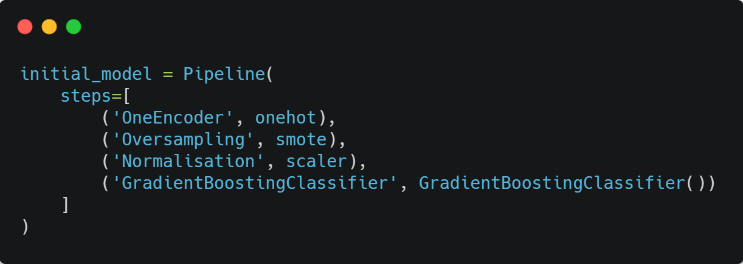 initial_model = Pipeline(
    steps=[
        ('OneEncoder', onehot),
        ('Oversampling', smote),
        ('Normalisation', scaler),
        ('GradientBoostingClassifier', GradientBoostingClassifier())
    ]
)